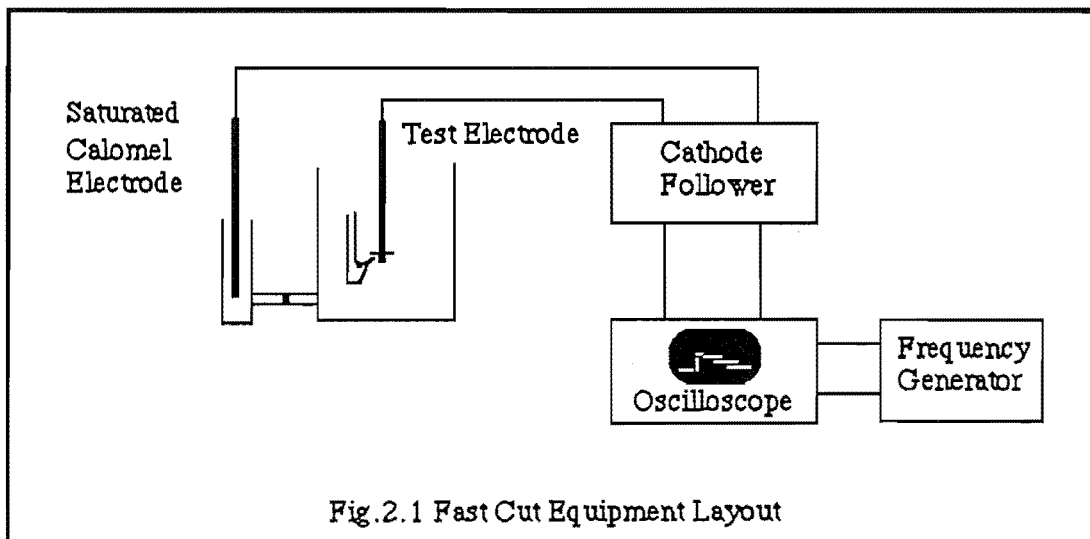 Saturated
Calomel
Electrode
Test Electrode
Cathode
Follower
Oscilloscope
Frequency
Generator
Fig.2.1 Fast Cut Equipment Layout